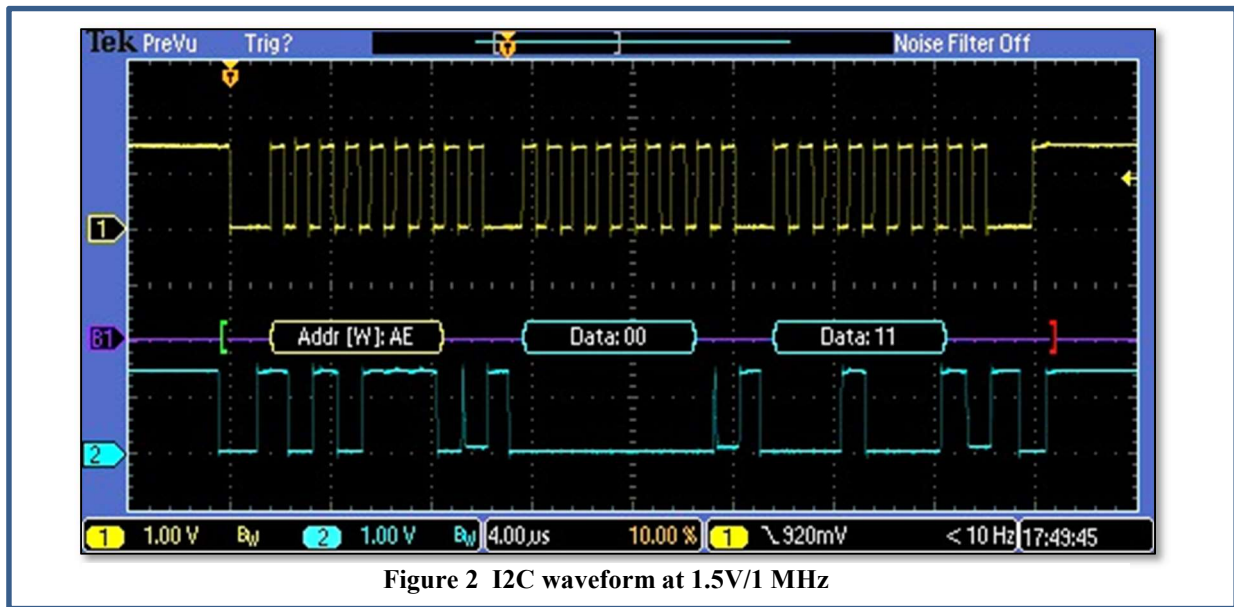 Tek PreVu Trig? Noise Filter Off
T
T
1
B1 Addr [W]: AE Data: 00 Data: 11
2
1 1.00 V BW 2 1.00 V BW 4.00µs 10.00 % 1 920mV < 10 Hz 17:49:45
Figure 2 I2C waveform at 1.5V/1 MHz